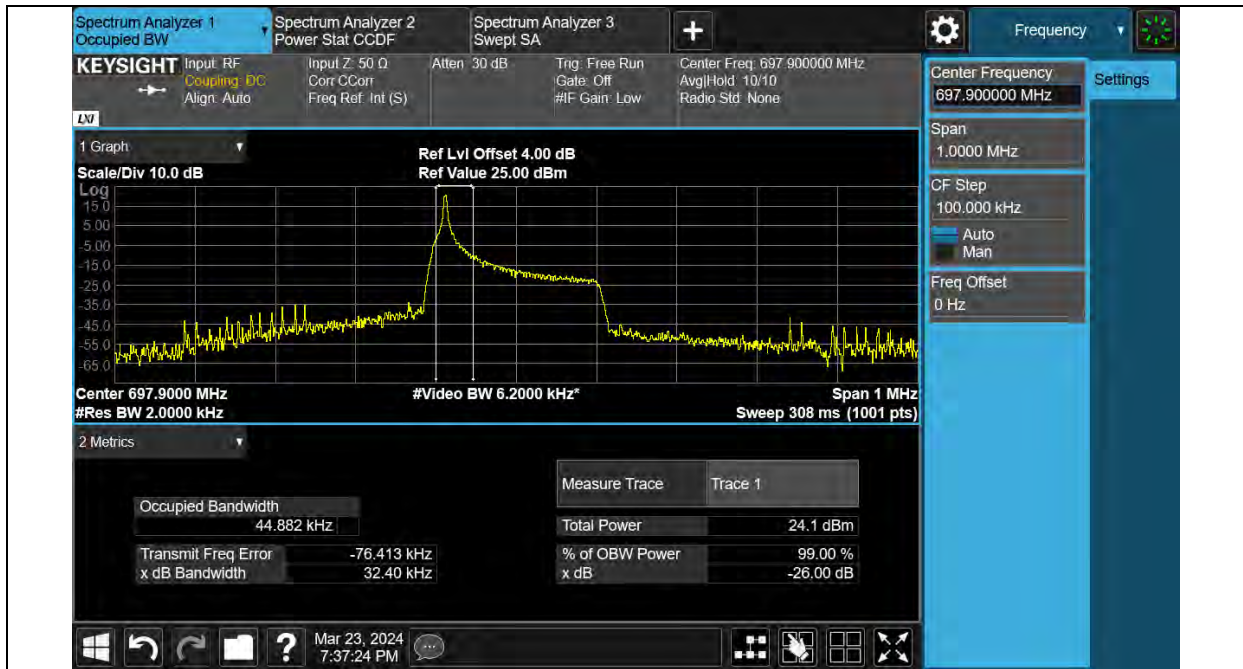 Spectrum Analyzer 1
Occupied BW
Spectrum Analyzer 2
Power Stat CCDF
Spectrum Analyzer 3
Swept SA
Frequency
KEYSIGHT
Input: RF
Coupling: DC
Align: Auto
Input Z: 50 Ω
Corr CCorr
Freq Ref: Int (S)
Atten: 30 dB
Trig: Free Run
Gate: Off
#IF Gain: Low
Center Freq: 697.900000 MHz
Avg|Hold: 10/10
Radio Std: None
LXI
Center Frequency
697.900000 MHz
Settings
Span
1.0000 MHz
CF Step
100.000 kHz
Auto
Man
Freq Offset
0 Hz
1 Graph
Scale/Div 10.0 dB
Ref Lvl Offset 4.00 dB
Ref Value 25.00 dBm
Log
15.0
5.00
-5.00
-15.0
-25.0
-35.0
-45.0
-55.0
-65.0
Center 697.9000 MHz
#Video BW 6.2000 kHz*
Span 1 MHz
#Res BW 2.0000 kHz
Sweep 308 ms (1001 pts)
2 Metrics
Measure Trace Trace 1
Occupied Bandwidth
44.882 kHz
Total Power 24.1 dBm
Transmit Freq Error -76.413 kHz
% of OBW Power 99.00 %
x dB Bandwidth 32.40 kHz
x dB -26.00 dB
?
Mar 23, 2024
7:37:24 PM